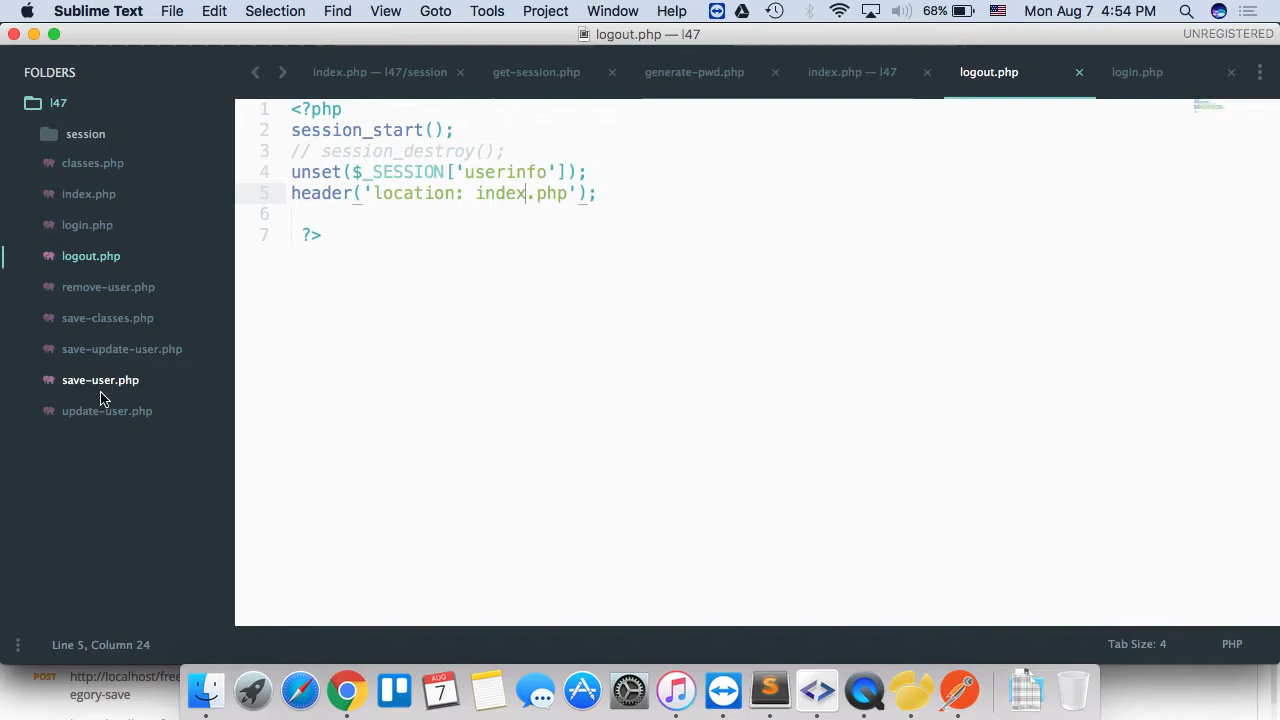 Sublime Text File Edit Selection Find View Goto Tools Project Window Help 68% Mon Aug 7 4:54 PM
logout.php — l47 UNREGISTERED
FOLDERS
l47
session
classes.php
index.php
login.php
logout.php
remove-user.php
save-classes.php
save-update-user.php
save-user.php
update-user.php
index.php — l47/session get-session.php generate-pwd.php index.php — l47 logout.php login.php
1 <?php
2 session_start();
3 // session_destroy();
4 unset($_SESSION['userinfo']);
5 header('location: index.php');
6
7 ?>
Line 5, Column 24 Tab Size: 4 PHP
POST http://localhost/free
egory-save
AUG
7